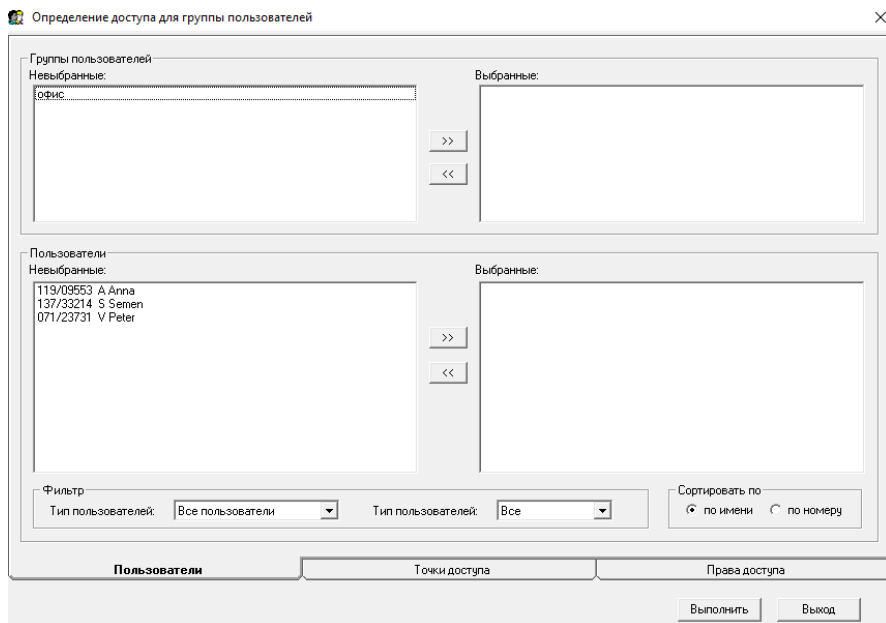 Определение доступа для группы пользователей
Группы пользователей
Невыбранные:
Выбранные:
офис
>>
<<
Пользователи
Невыбранные:
Выбранные:
119/09553 A Anna
137/33214 S Semen
071/23731 V Peter
>>
<<
Фильтр
Сортировать по
Тип пользователей: Все пользователи Тип пользователей: Все по имени по номеру
Пользователи Точки доступа Права доступа
Выполнить Выход